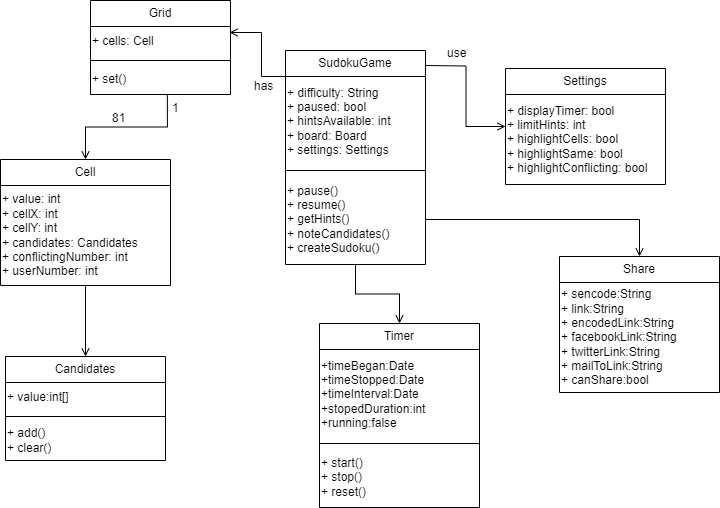 Grid
+ cells: Cell
+ set()
has
81
1
SudokuGame
+ difficulty: String
+ paused: bool
+ hintsAvailable: int
+ board: Board
+ settings: Settings
+ pause()
+ resume()
+ getHints()
+ noteCandidates()
+ createSudoku()
use
Settings
+ displayTimer: bool
+ limitHints: int
+ highlightCells: bool
+ highlightSame: bool
+ highlightConflicting: bool
Cell
+ value: int
+ cellX: int
+ cellY: int
+ candidates: Candidates
+ conflictingNumber: int
+ userNumber: int
Share
+ sencode:String
+ link:String
+ encodedLink:String
+ facebookLink:String
+ twitterLink:String
+ mailToLink:String
+ canShare:bool
Candidates
+ value:int[]
+ add()
+ clear()
Timer
+timeBegan:Date
+timeStopped:Date
+timeInterval:Date
+stopedDuration:int
+running:false
+ start()
+ stop()
+ reset()